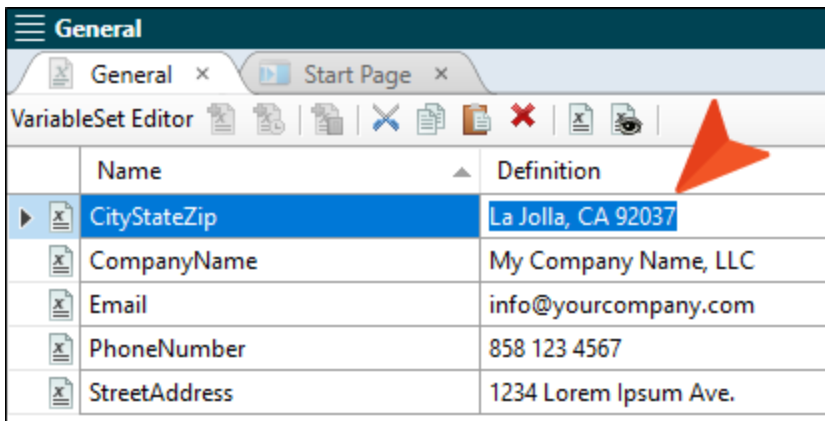 General
General × Start Page ×
VariableSet Editor
Name Definition
CityStateZip La Jolla, CA 92037
CompanyName My Company Name, LLC
Email info@yourcompany.com
PhoneNumber 858 123 4567
StreetAddress 1234 Lorem Ipsum Ave.